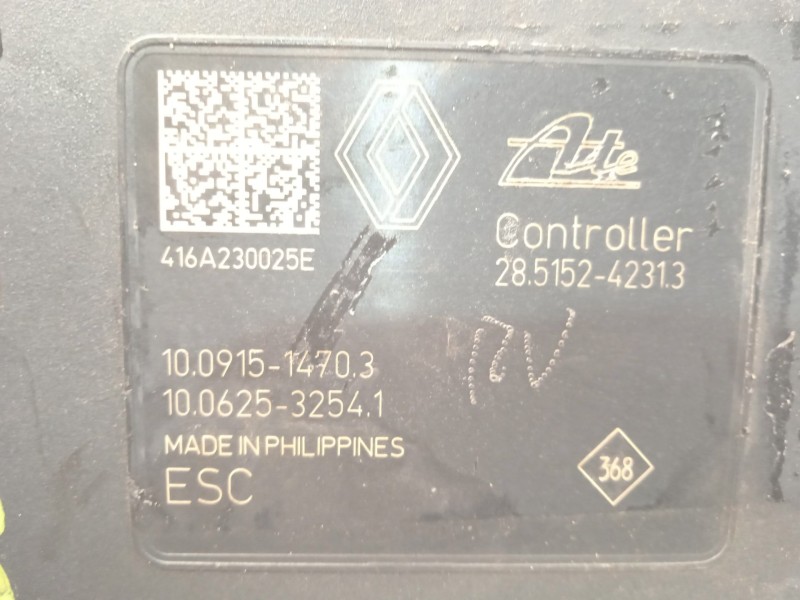 Ate
Controller
28.5152-4231.3
416A230025E
10.0915-1470.3
10.0625-3254.1
MADE IN PHILIPPINES
ESC
368